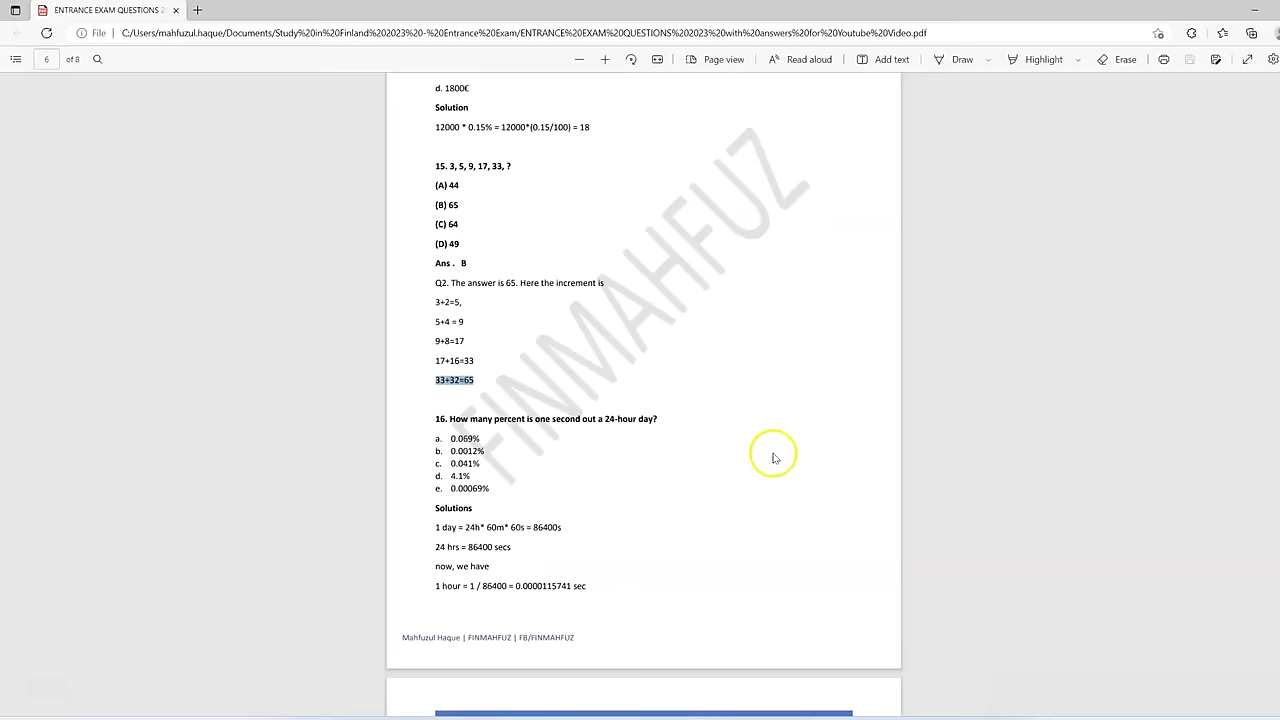 ENTRANCE EXAM QUESTIONS 2
File
C:/Users/mahfuzul.haque/Documents/Study%20in%20Finland%202023%20-%20Entrance%20Exam/ENTRANCE%20EXAM%20QUESTIONS%202023%20with%20answers%20for%20Youtube%20Video.pdf
6 of 8
Page view
Read aloud
Add text
Draw
Highlight
Erase
d. 1800€
Solution
12000 * 0.15% = 12000*(0.15/100) = 18
15. 3, 5, 9, 17, 33, ?
(A) 44
(B) 65
(C) 64
(D) 49
Ans . B
Q2. The answer is 65. Here the increment is
3+2=5,
5+4 = 9
9+8=17
17+16=33
33+32=65
16. How many percent is one second out a 24-hour day?
a. 0.069%
b. 0.0012%
c. 0.041%
d. 4.1%
e. 0.00069%
Solutions
1 day = 24h* 60m* 60s = 86400s
24 hrs = 86400 secs
now, we have
1 hour = 1 / 86400 = 0.0000115741 sec
Mahfuzul Haque | FINMAHFUZ | FB/FINMAHFUZ
FINMAHFUZ